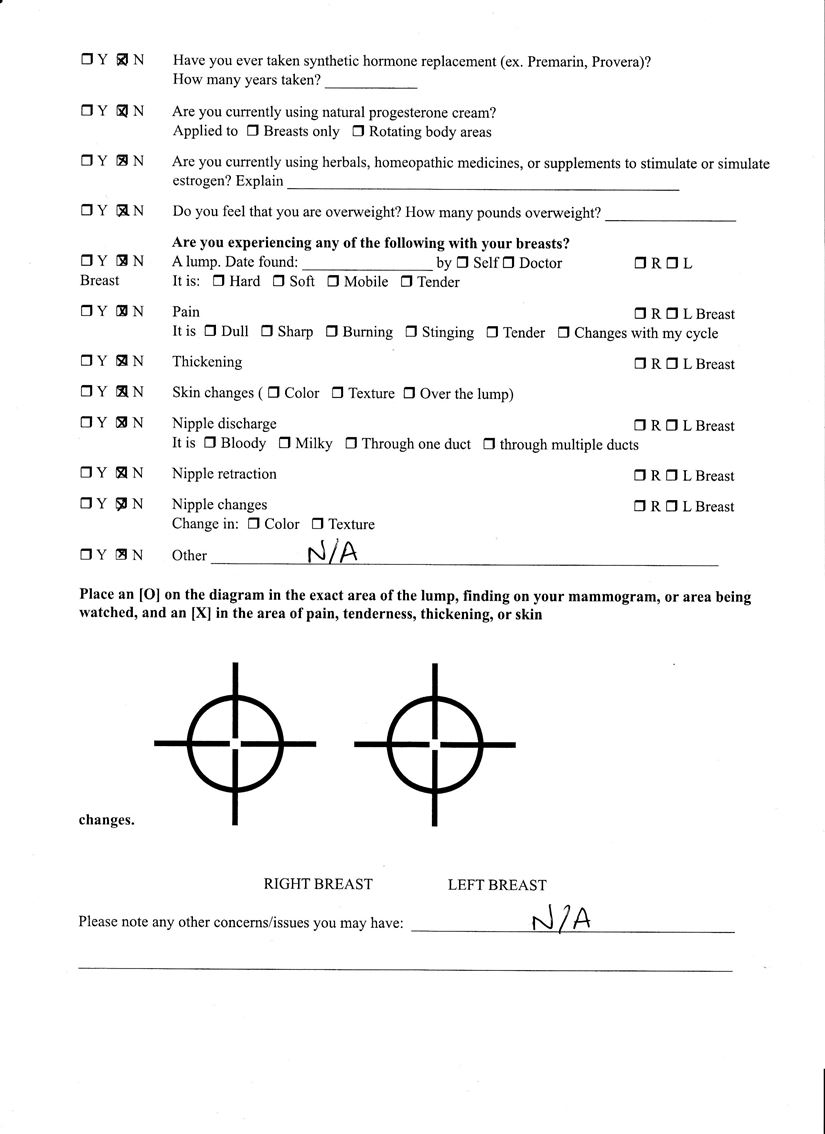 ❐ Y ☒ N Have you ever taken synthetic hormone replacement (ex. Premarin, Provera)?
How many years taken? ____________
❐ Y ☒ N Are you currently using natural progesterone cream?
Applied to ❐ Breasts only ❐ Rotating body areas
❐ Y ☒ N Are you currently using herbals, homeopathic medicines, or supplements to stimulate or simulate
estrogen? Explain ____________
❐ Y ☒ N Do you feel that you are overweight? How many pounds overweight? ____________
Are you experiencing any of the following with your breasts?
❐ Y ☒ N A lump. Date found: ____________ by ❐ Self ❐ Doctor ❐ R ❐ L
Breast It is: ❐ Hard ❐ Soft ❐ Mobile ❐ Tender
❐ Y ☒ N Pain ❐ R ❐ L Breast
It is ❐ Dull ❐ Sharp ❐ Burning ❐ Stinging ❐ Tender ❐ Changes with my cycle
❐ Y ☒ N Thickening ❐ R ❐ L Breast
❐ Y ☒ N Skin changes ( ❐ Color ❐ Texture ❐ Over the lump)
❐ Y ☒ N Nipple discharge ❐ R ❐ L Breast
It is ❐ Bloody ❐ Milky ❐ Through one duct ❐ through multiple ducts
❐ Y ☒ N Nipple retraction ❐ R ❐ L Breast
❐ Y ☒ N Nipple changes ❐ R ❐ L Breast
Change in: ❐ Color ❐ Texture
❐ Y ☒ N Other N/A
Place an [O] on the diagram in the exact area of the lump, finding on your mammogram, or area being
watched, and an [X] in the area of pain, tenderness, thickening, or skin
changes.
RIGHT BREAST LEFT BREAST
Please note any other concerns/issues you may have: N/A